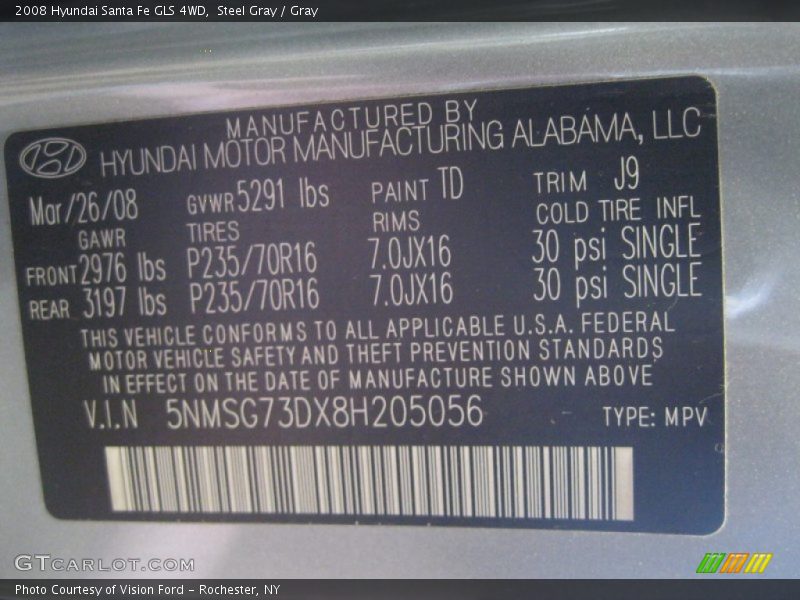 2008 Hyundai Santa Fe GLS 4WD, Steel Gray / Gray
MANUFACTURED BY
HYUNDAI MOTOR MANUFACTURING ALABAMA, LLC
Mar/26/08 GVWR 5291 lbs PAINT TD TRIM J9
GAWR TIRES RIMS COLD TIRE INFL
FRONT 2976 lbs P235/70R16 7.0JX16 30 psi SINGLE
REAR 3197 lbs P235/70R16 7.0JX16 30 psi SINGLE
THIS VEHICLE CONFORMS TO ALL APPLICABLE U.S.A. FEDERAL
MOTOR VEHICLE SAFETY AND THEFT PREVENTION STANDARDS
IN EFFECT ON THE DATE OF MANUFACTURE SHOWN ABOVE
V.I.N 5NMSG73DX8H205056 TYPE: MPV
GTCARLOT.COM
Photo Courtesy of Vision Ford - Rochester, NY